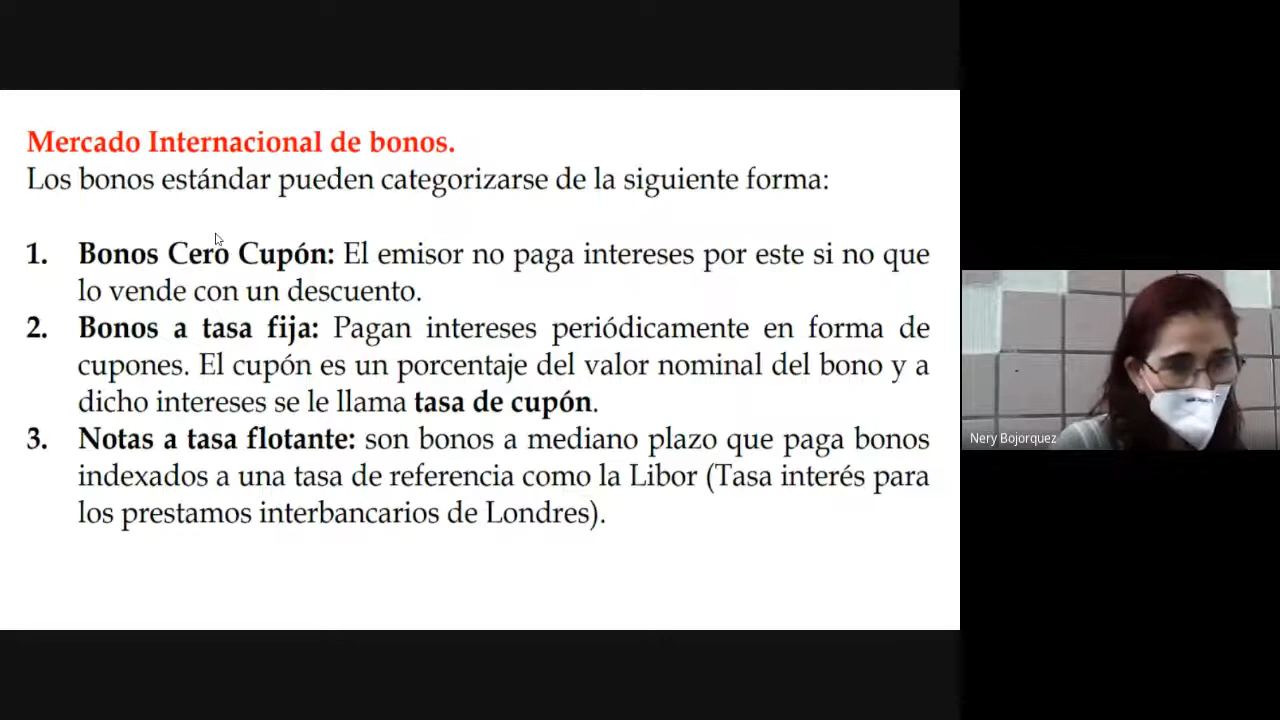 Mercado Internacional de bonos.
Los bonos estándar pueden categorizarse de la siguiente forma:
1. Bonos Cero Cupón: El emisor no paga intereses por este si no que
lo vende con un descuento.
2. Bonos a tasa fija: Pagan intereses periódicamente en forma de
cupones. El cupón es un porcentaje del valor nominal del bono y a
dicho intereses se le llama tasa de cupón.
3. Notas a tasa flotante: son bonos a mediano plazo que paga bonos
indexados a una tasa de referencia como la Libor (Tasa interés para
los prestamos interbancarios de Londres).
Nery Bojorquez